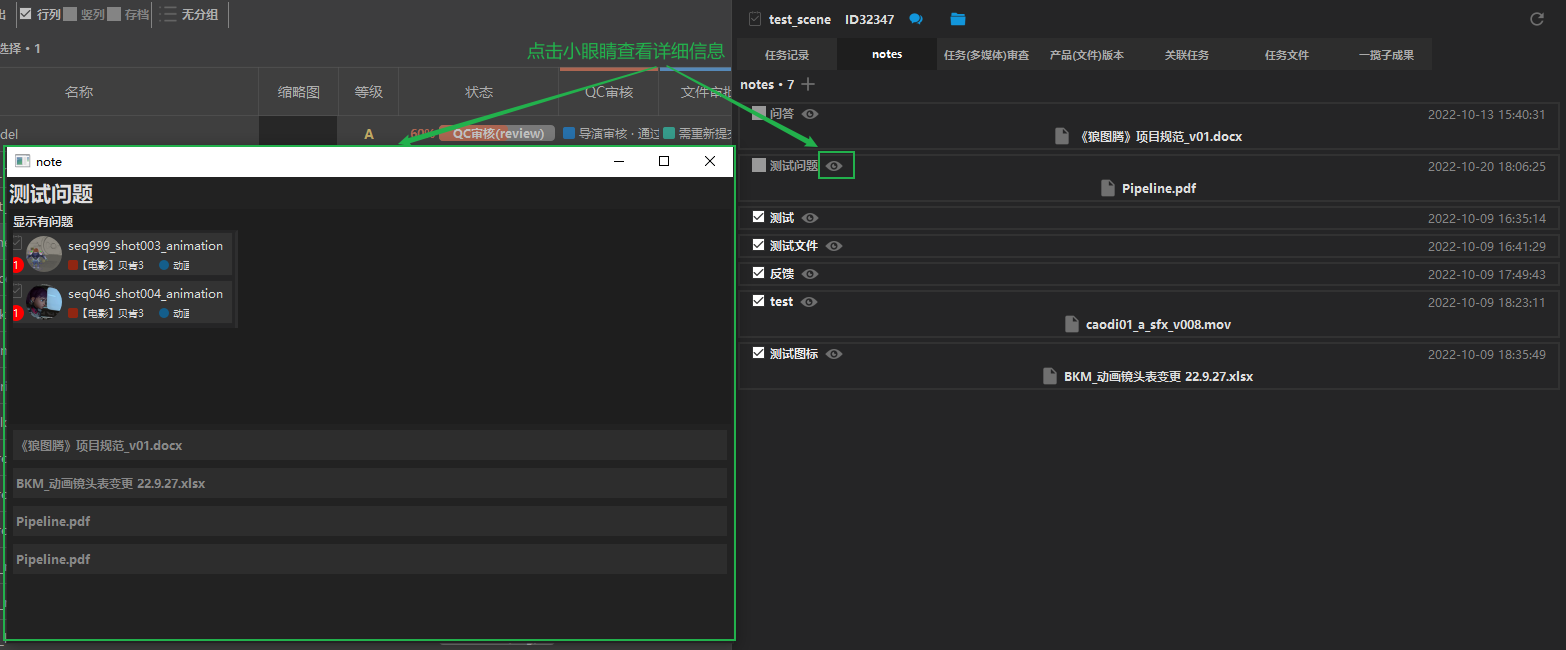 行列 竖列 存档 无分组
选择 • 1
点击小眼睛查看详细信息
名称 缩略图 等级 状态 QC审核 文件审批
del A 60% QC审核(review) 导演审核 · 通过 需重新提交
note
测试问题
显示有问题
seq999_shot003_animation
1 【电影】贝肯3 动画
seq046_shot004_animation
1 【电影】贝肯3 动画
《狼图腾》项目规范_v01.docx
BKM_动画镜头表变更 22.9.27.xlsx
Pipeline.pdf
Pipeline.pdf
test_scene ID32347
任务记录 notes 任务(多媒体)审查 产品(文件)版本 关联任务 任务文件 一揽子成果
notes • 7
问答 2022-10-13 15:40:31
《狼图腾》项目规范_v01.docx
测试问题 2022-10-20 18:06:25
Pipeline.pdf
测试 2022-10-09 16:35:14
测试文件 2022-10-09 16:41:29
反馈 2022-10-09 17:49:43
test 2022-10-09 18:23:11
caodi01_a_sfx_v008.mov
测试图标 2022-10-09 18:35:49
BKM_动画镜头表变更 22.9.27.xlsx